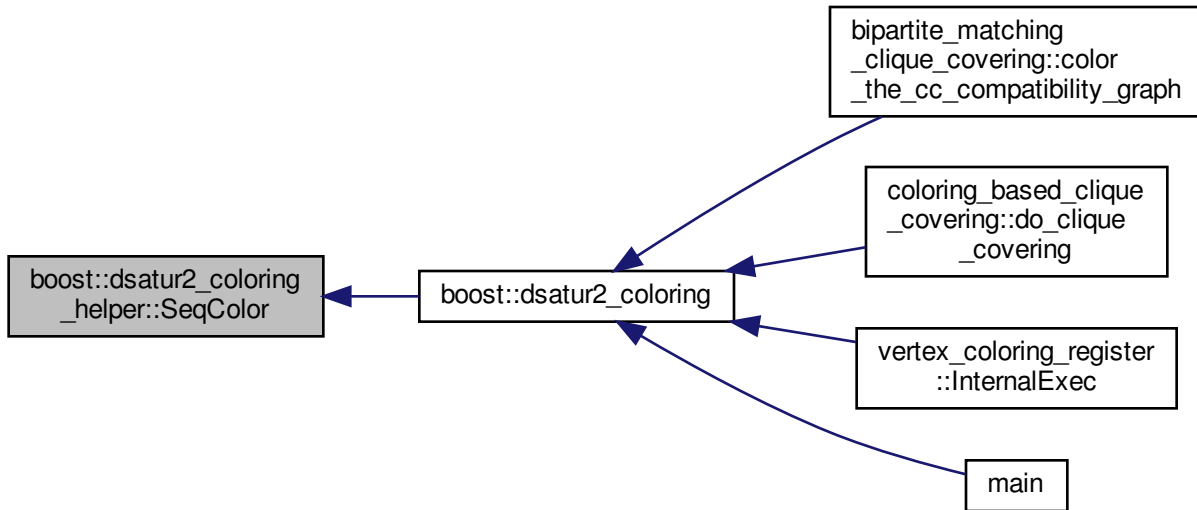 bipartite_matching
_clique_covering::color
_the_cc_compatibility_graph
coloring_based_clique
_covering::do_clique
_covering
boost::dsatur2_coloring
_helper::SeqColor
boost::dsatur2_coloring
vertex_coloring_register
::InternalExec
main